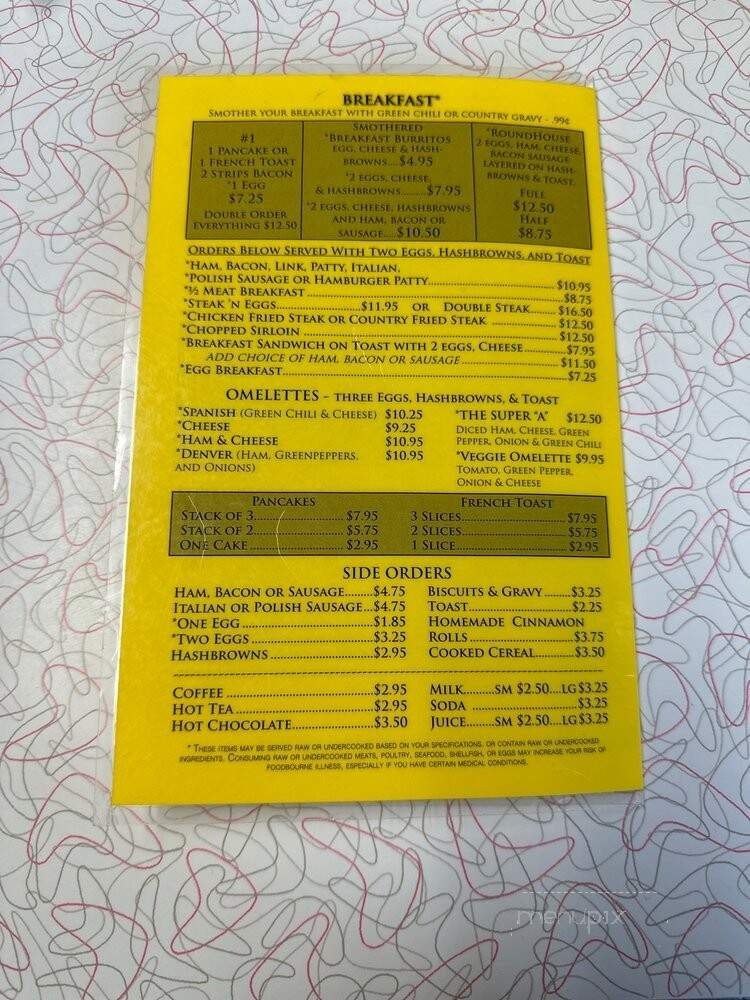 BREAKFAST*
SMOTHER YOUR BREAKFAST WITH GREEN CHILI OR COUNTRY GRAVY - .99¢
#1
1 PANCAKE OR
1 FRENCH TOAST
2 STRIPS BACON
*1 EGG
$7.25
DOUBLE ORDER
EVERYTHING $12.50
SMOTHERED
*BREAKFAST BURRITOS
EGG, CHEESE & HASH-
BROWNS....$4.95
*2 EGGS, CHEESE,
& HASHBROWNS.......$7.95
*2 EGGS, CHEESE, HASHBROWNS
AND HAM, BACON OR
SAUSAGE....$10.50
*ROUNDHOUSE
2 EGGS, HAM, CHEESE,
BACON SAUSAGE
LAYERED ON HASH-
BROWNS & TOAST.
FULL
$12.50
HALF
$8.75
ORDERS BELOW SERVED WITH TWO EGGS, HASHBROWNS, AND TOAST
*HAM, BACON, LINK, PATTY, ITALIAN,
*POLISH SAUSAGE OR HAMBURGER PATTY....$10.95
*½ MEAT BREAKFAST....$8.75
*STEAK 'N EGGS....$11.95 OR DOUBLE STEAK....$16.50
*CHICKEN FRIED STEAK OR COUNTRY FRIED STEAK ....$12.50
*CHOPPED SIRLOIN ....$12.50
*BREAKFAST SANDWICH ON TOAST WITH 2 EGGS, CHEESE....$7.95
ADD CHOICE OF HAM, BACON OR SAUSAGE....$11.50
*EGG BREAKFAST....$7.25
OMELETTES - THREE EGGS, HASHBROWNS, & TOAST
*SPANISH (GREEN CHILI & CHEESE) $10.25
*CHEESE $9.25
*HAM & CHEESE $10.95
*DENVER (HAM, GREENPEPPERS, $10.95
AND ONIONS)
*THE SUPER "A" $12.50
DICED HAM, CHEESE, GREEN
PEPPER, ONION & GREEN CHILI
*VEGGIE OMELETTE $9.95
TOMATO, GREEN PEPPER,
ONION & CHEESE
PANCAKES
STACK OF 3....$7.95
STACK OF 2....$5.75
ONE CAKE....$2.95
FRENCH TOAST
3 SLICES....$7.95
2 SLICES....$5.75
1 SLICE....$2.95
SIDE ORDERS
HAM, BACON OR SAUSAGE....$4.75
ITALIAN OR POLISH SAUSAGE...$4.75
*ONE EGG....$1.85
*TWO EGGS....$3.25
HASHBROWNS....$2.95
BISCUITS & GRAVY....$3.25
TOAST....$2.25
HOMEMADE CINNAMON
ROLLS....$3.75
COOKED CEREAL....$3.50
COFFEE....$2.95
HOT TEA....$2.95
HOT CHOCOLATE....$3.50
MILK....SM $2.50...LG $3.25
SODA ....$3.25
JUICE....SM $2.50...LG $3.25
* THESE ITEMS MAY BE SERVED RAW OR UNDERCOOKED BASED ON YOUR SPECIFICATIONS, OR CONTAIN RAW OR UNDERCOOKED
INGREDIENTS. CONSUMING RAW OR UNDERCOOKED MEATS, POULTRY, SEAFOOD, SHELLFISH, OR EGGS MAY INCREASE YOUR RISK OF
FOODBOURNE ILLNESS, ESPECIALLY IF YOU HAVE CERTAIN MEDICAL CONDITIONS.
menupix